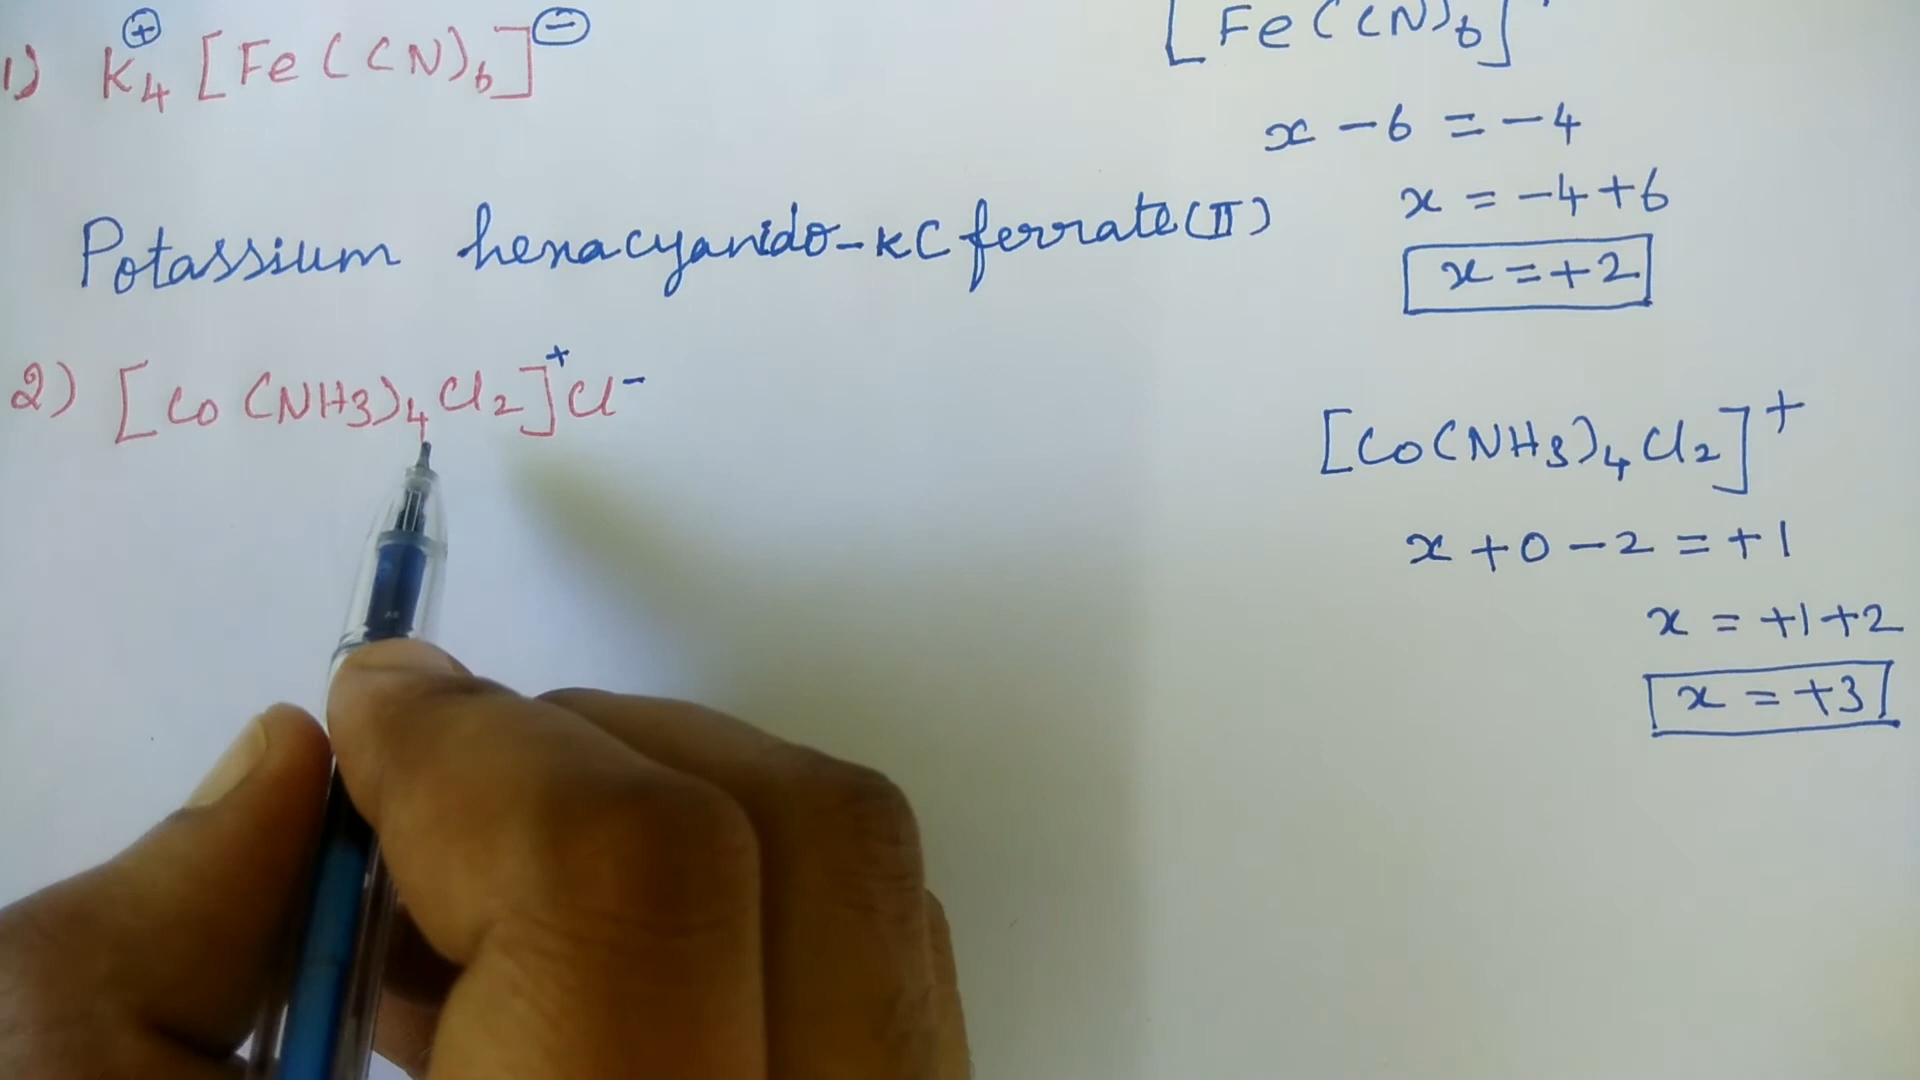 1) K4⊕ [Fe(CN)6]⊖
Potassium hexacyanido-κC ferrate(II)
2) [Co(NH3)4Cl2]+Cl-
[Fe(CN)6]
x - 6 = -4
x = -4+6
x = +2
[Co(NH3)4Cl2]+
x + 0 - 2 = +1
x = +1+2
x = +3